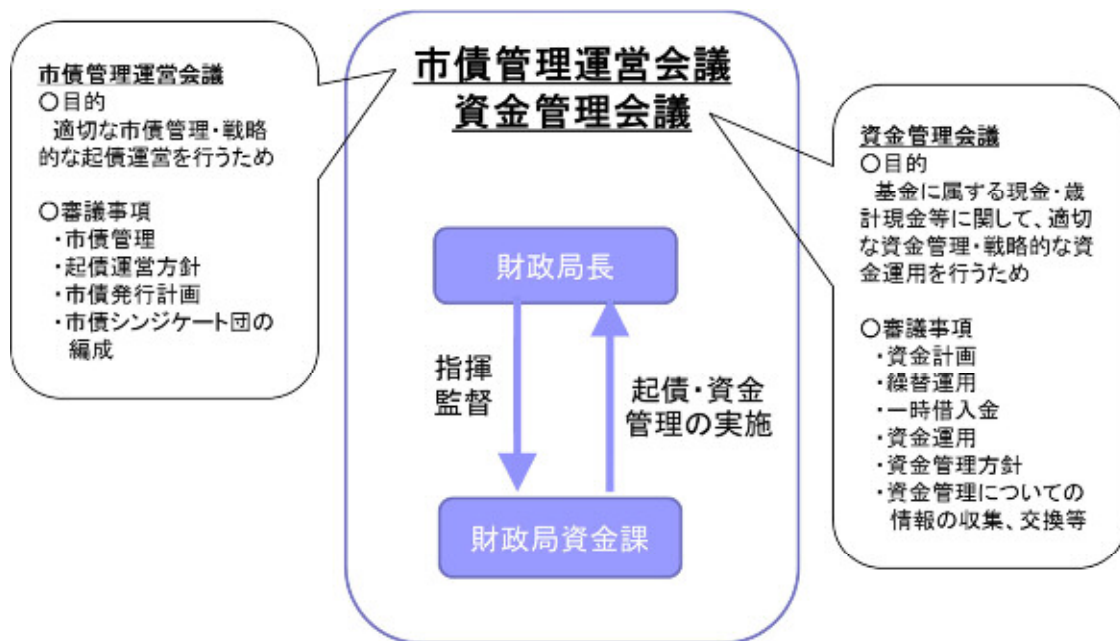 市債管理運営会議
○目的
適切な市債管理・戦略
的な起債運営を行うため
○審議事項
・市債管理
・起債運営方針
・市債発行計画
・市債シンジケート団の
編成
市債管理運営会議
資金管理会議
財政局長
指揮
監督
起債・資金
管理の実施
財政局資金課
資金管理会議
○目的
基金に属する現金・歳
計現金等に関して、適切
な資金管理・戦略的な資
金運用を行うため
○審議事項
・資金計画
・繰替運用
・一時借入金
・資金運用
・資金管理方針
・資金管理についての
情報の収集、交換等